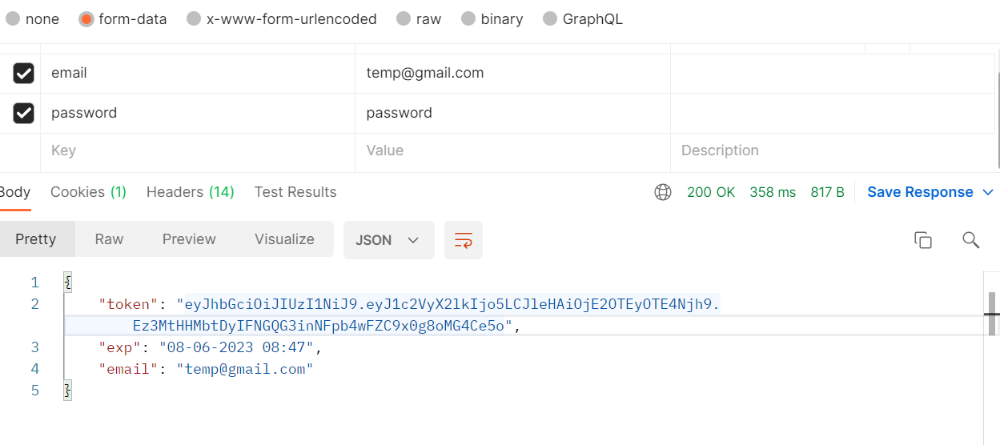 none form-data x-www-form-urlencoded raw binary GraphQL
email temp@gmail.com
password password
Key Value Description
Body Cookies (1) Headers (14) Test Results 200 OK 358 ms 817 B Save Response
Pretty Raw Preview Visualize JSON
1 {
2 "token": "eyJhbGciOiJIUzI1NiJ9.eyJ1c2VyX2lkIjo5LCJleHAiOjE2OTEyOTE4Njh9.
Ez3MtHHMbtDyIFNGQG3inNFpb4wFZC9x0g8oMG4Ce5o",
3 "exp": "08-06-2023 08:47",
4 "email": "temp@gmail.com"
5 }